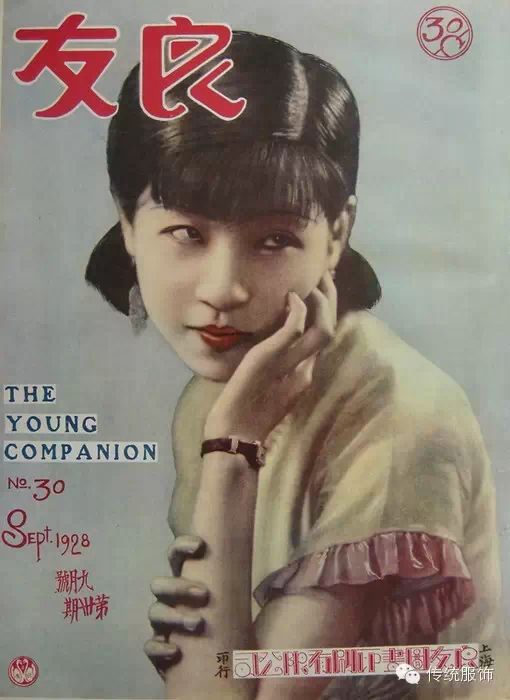 良友
30
THE
YOUNG
COMPANION
No. 30
Sept. 1928
九月號
第卅期
上海
良友圖書印刷有限公司
印行
传统服饰